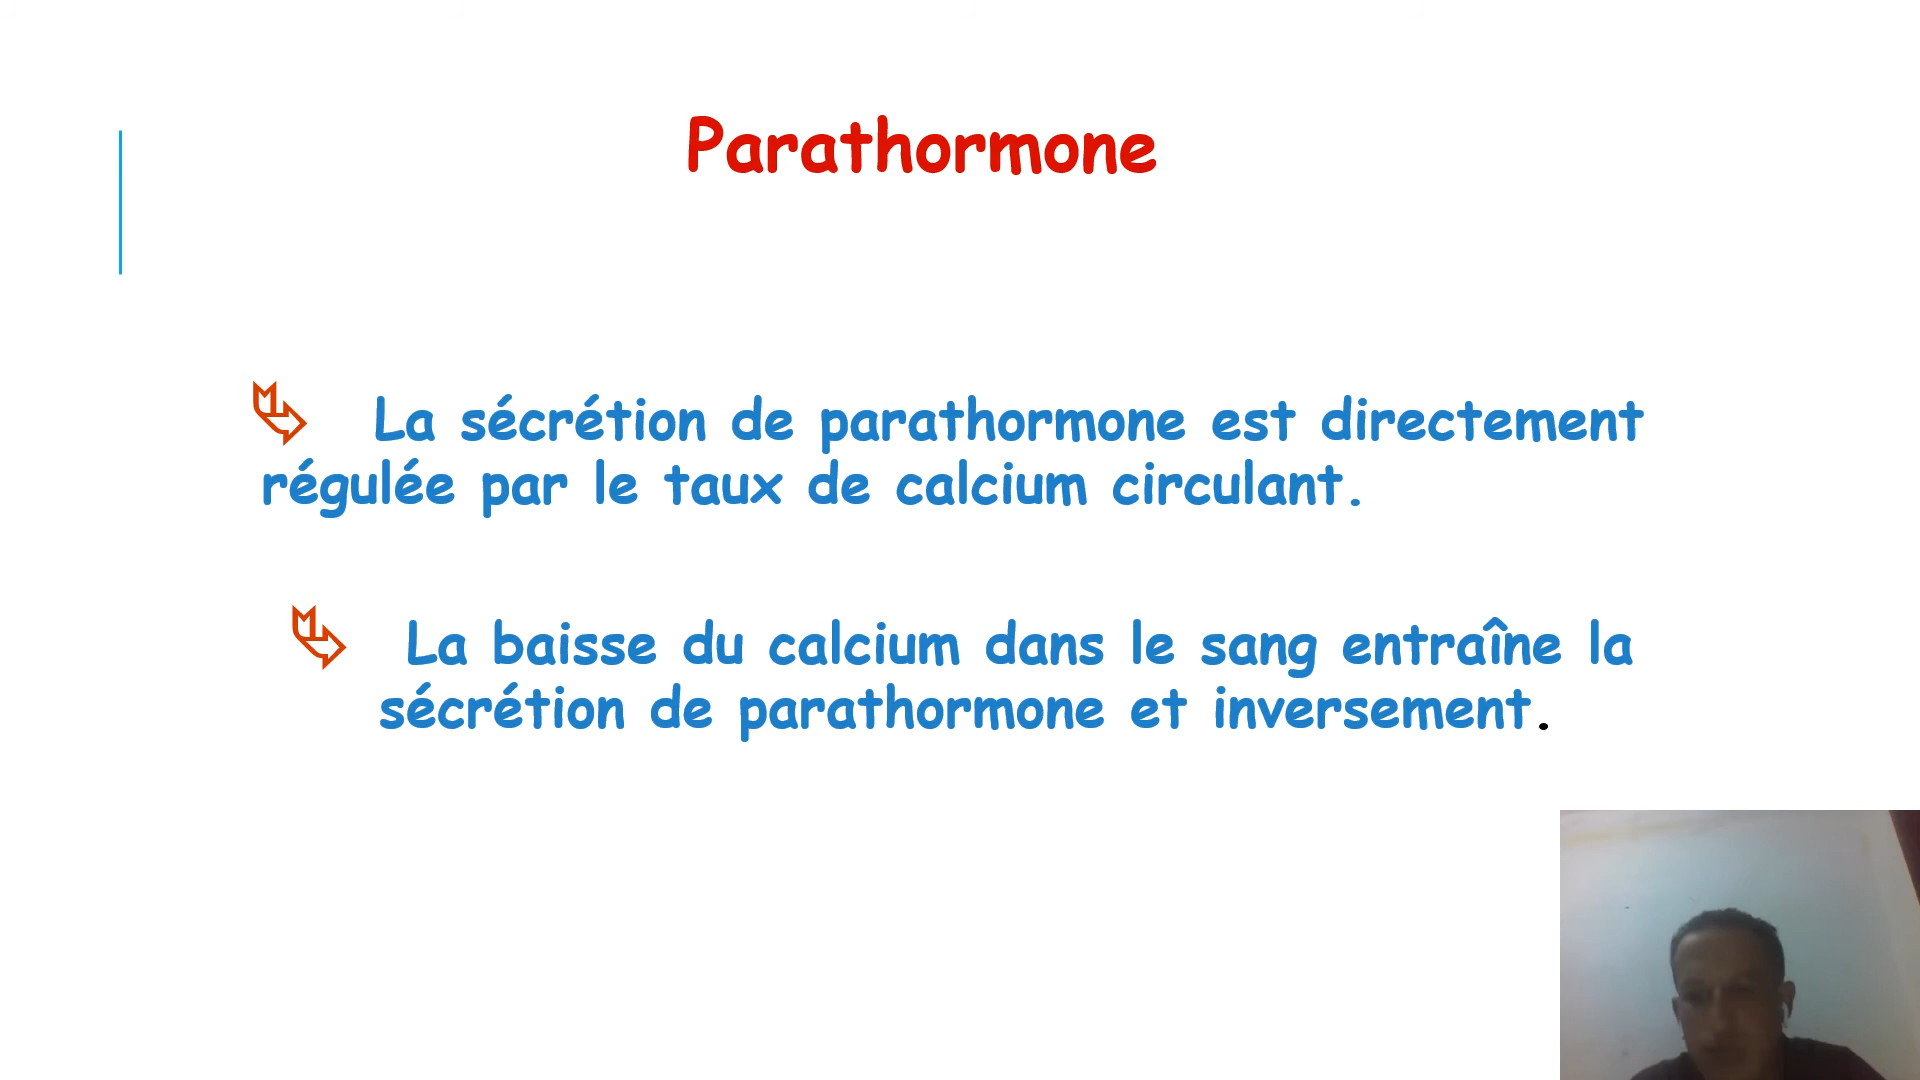 Parathormone
La sécrétion de parathormone est directement
régulée par le taux de calcium circulant.
La baisse du calcium dans le sang entraîne la
sécrétion de parathormone et inversement.